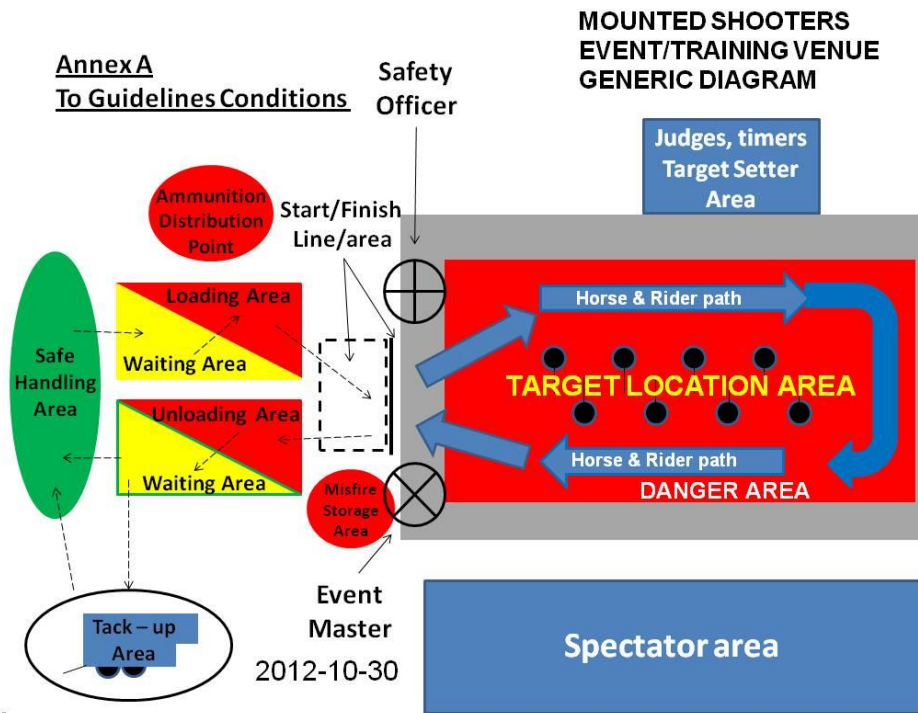 MOUNTED SHOOTERS
EVENT/TRAINING VENUE
GENERIC DIAGRAM
Annex A
To Guidelines Conditions
Safety
Officer
Judges, timers
Target Setter
Area
Ammunition
Distribution
Point
Start/Finish
Line/area
Loading Area
Waiting Area
Safe
Handling
Area
Unloading Area
Waiting Area
Horse & Rider path
TARGET LOCATION AREA
Horse & Rider path
DANGER AREA
Misfire
Storage
Area
Event
Master
Tack – up
Area
2012-10-30
Spectator area